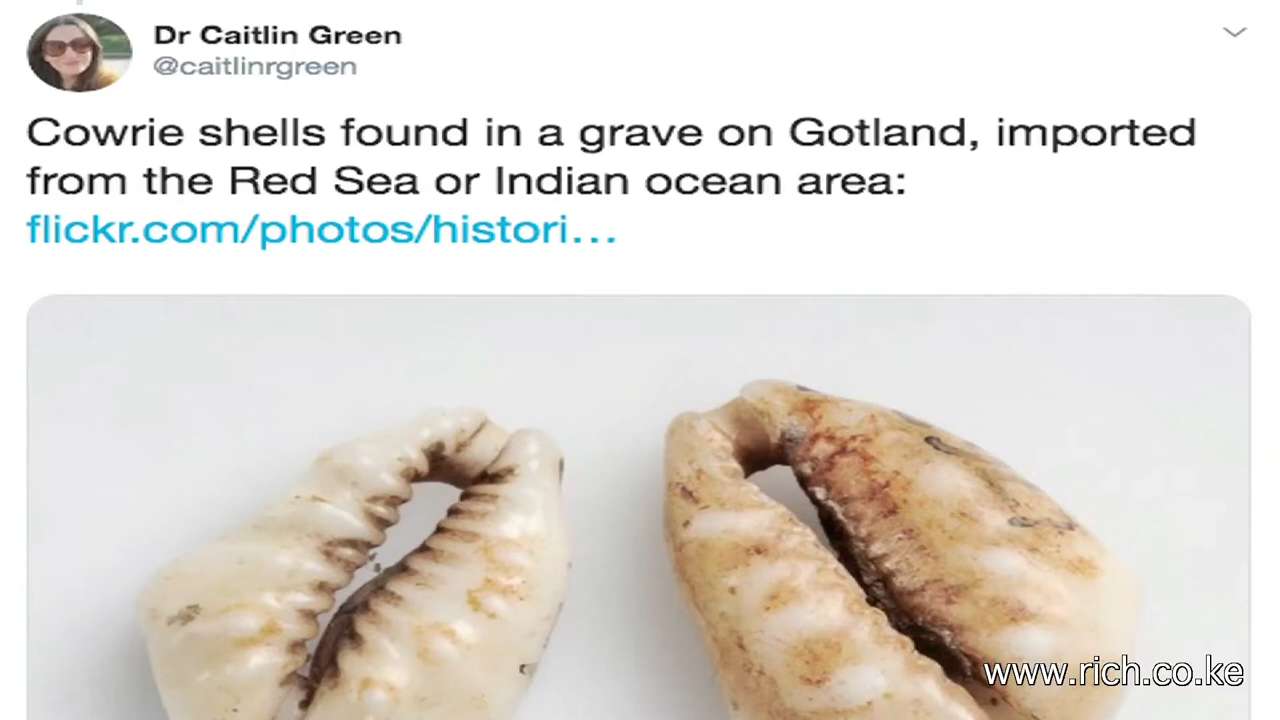 Dr Caitlin Green
@caitlinrgreen
Cowrie shells found in a grave on Gotland, imported
from the Red Sea or Indian ocean area:
flickr.com/photos/histori...
www.rich.co.ke